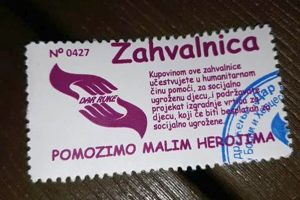 Nº 0427
Zahvalnica
Kupovinom ove zahvalnice
učestvujete u humanitarnom
činu pomoći, za socijalno
ugroženu djecu, i podržavate
projekat izgradnje vrtića za
djecu, koji će biti besplatan za
socijalno ugrožene.
DAR RUKE
POMOZIMO MALIM HEROJIMA